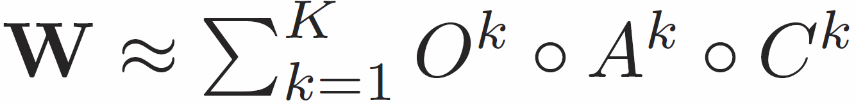 W ≈ ∑_{k=1}^{K} O^k ∘ A^k ∘ C^k